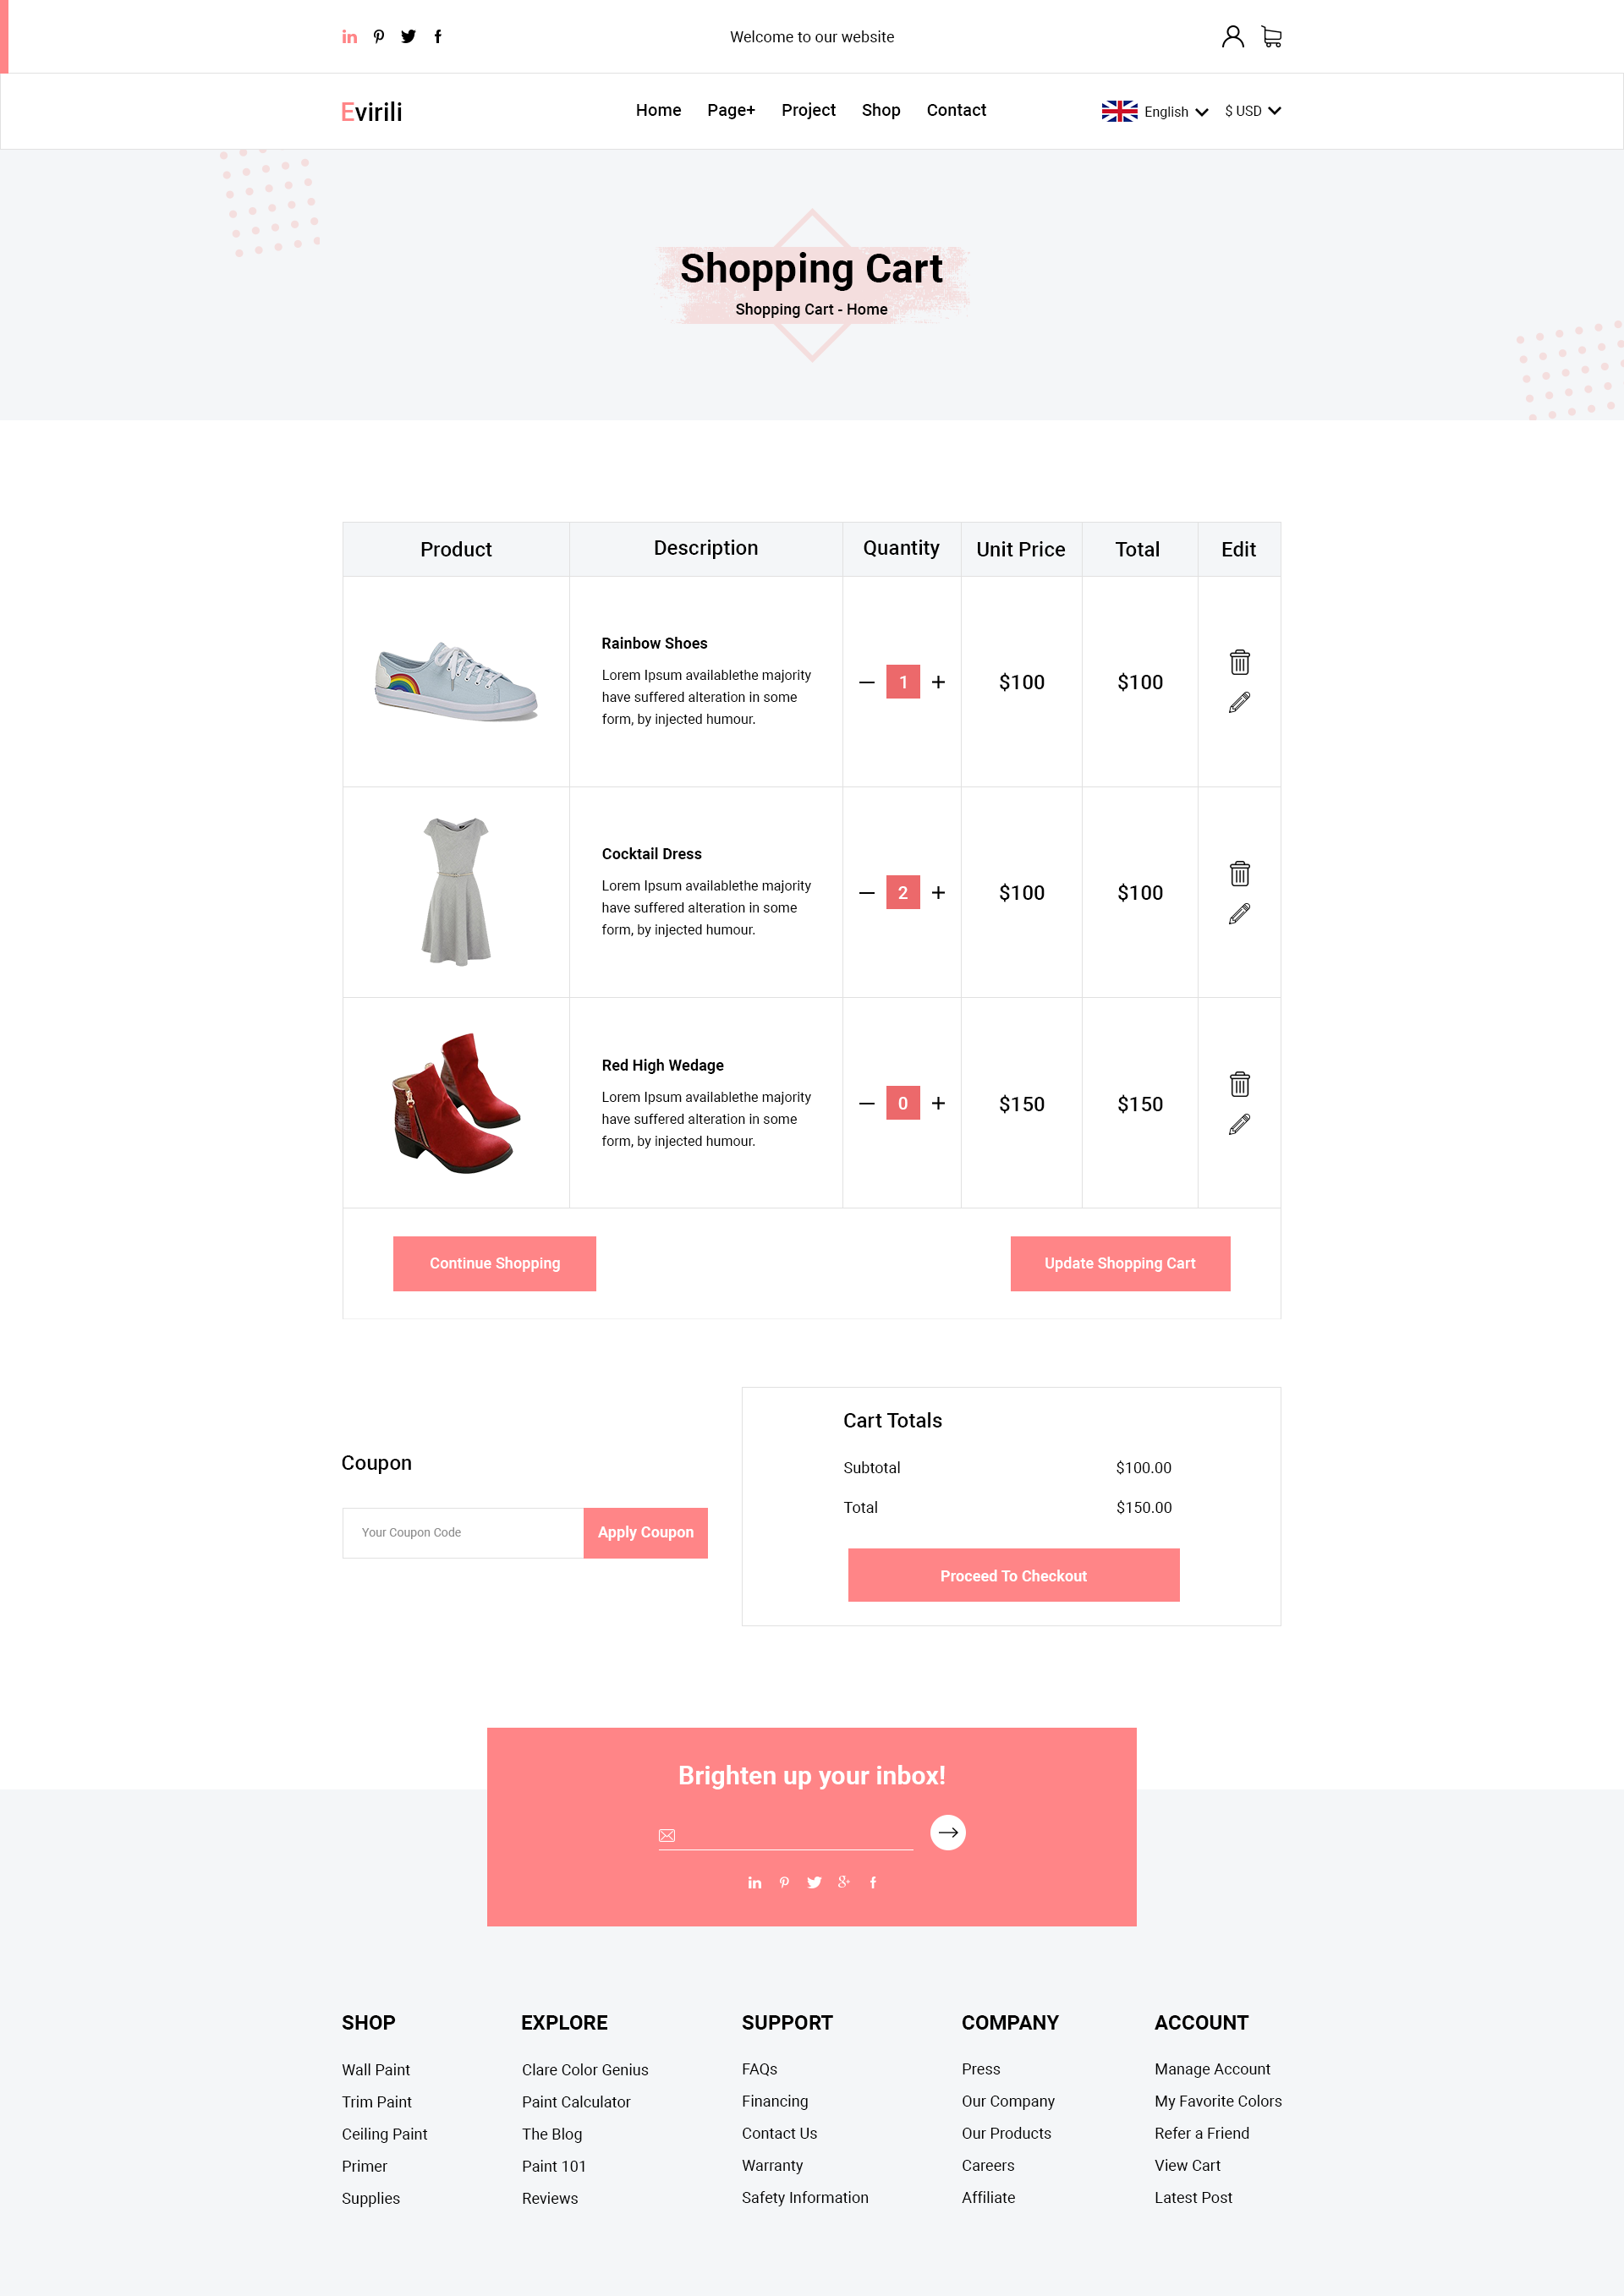 Welcome to our website
Evirili
Home Page+ Project Shop Contact
English $ USD
Shopping Cart
Shopping Cart - Home
Product Description Quantity Unit Price Total Edit
Rainbow Shoes
Lorem Ipsum availablethe majority
have suffered alteration in some
form, by injected humour.
1 $100 $100
Cocktail Dress
Lorem Ipsum availablethe majority
have suffered alteration in some
form, by injected humour.
2 $100 $100
Red High Wedage
Lorem Ipsum availablethe majority
have suffered alteration in some
form, by injected humour.
0 $150 $150
Continue Shopping Update Shopping Cart
Coupon
Your Coupon Code Apply Coupon
Cart Totals
Subtotal $100.00
Total $150.00
Proceed To Checkout
Brighten up your inbox!
SHOP
Wall Paint
Trim Paint
Ceiling Paint
Primer
Supplies
EXPLORE
Clare Color Genius
Paint Calculator
The Blog
Paint 101
Reviews
SUPPORT
FAQs
Financing
Contact Us
Warranty
Safety Information
COMPANY
Press
Our Company
Our Products
Careers
Affiliate
ACCOUNT
Manage Account
My Favorite Colors
Refer a Friend
View Cart
Latest Post